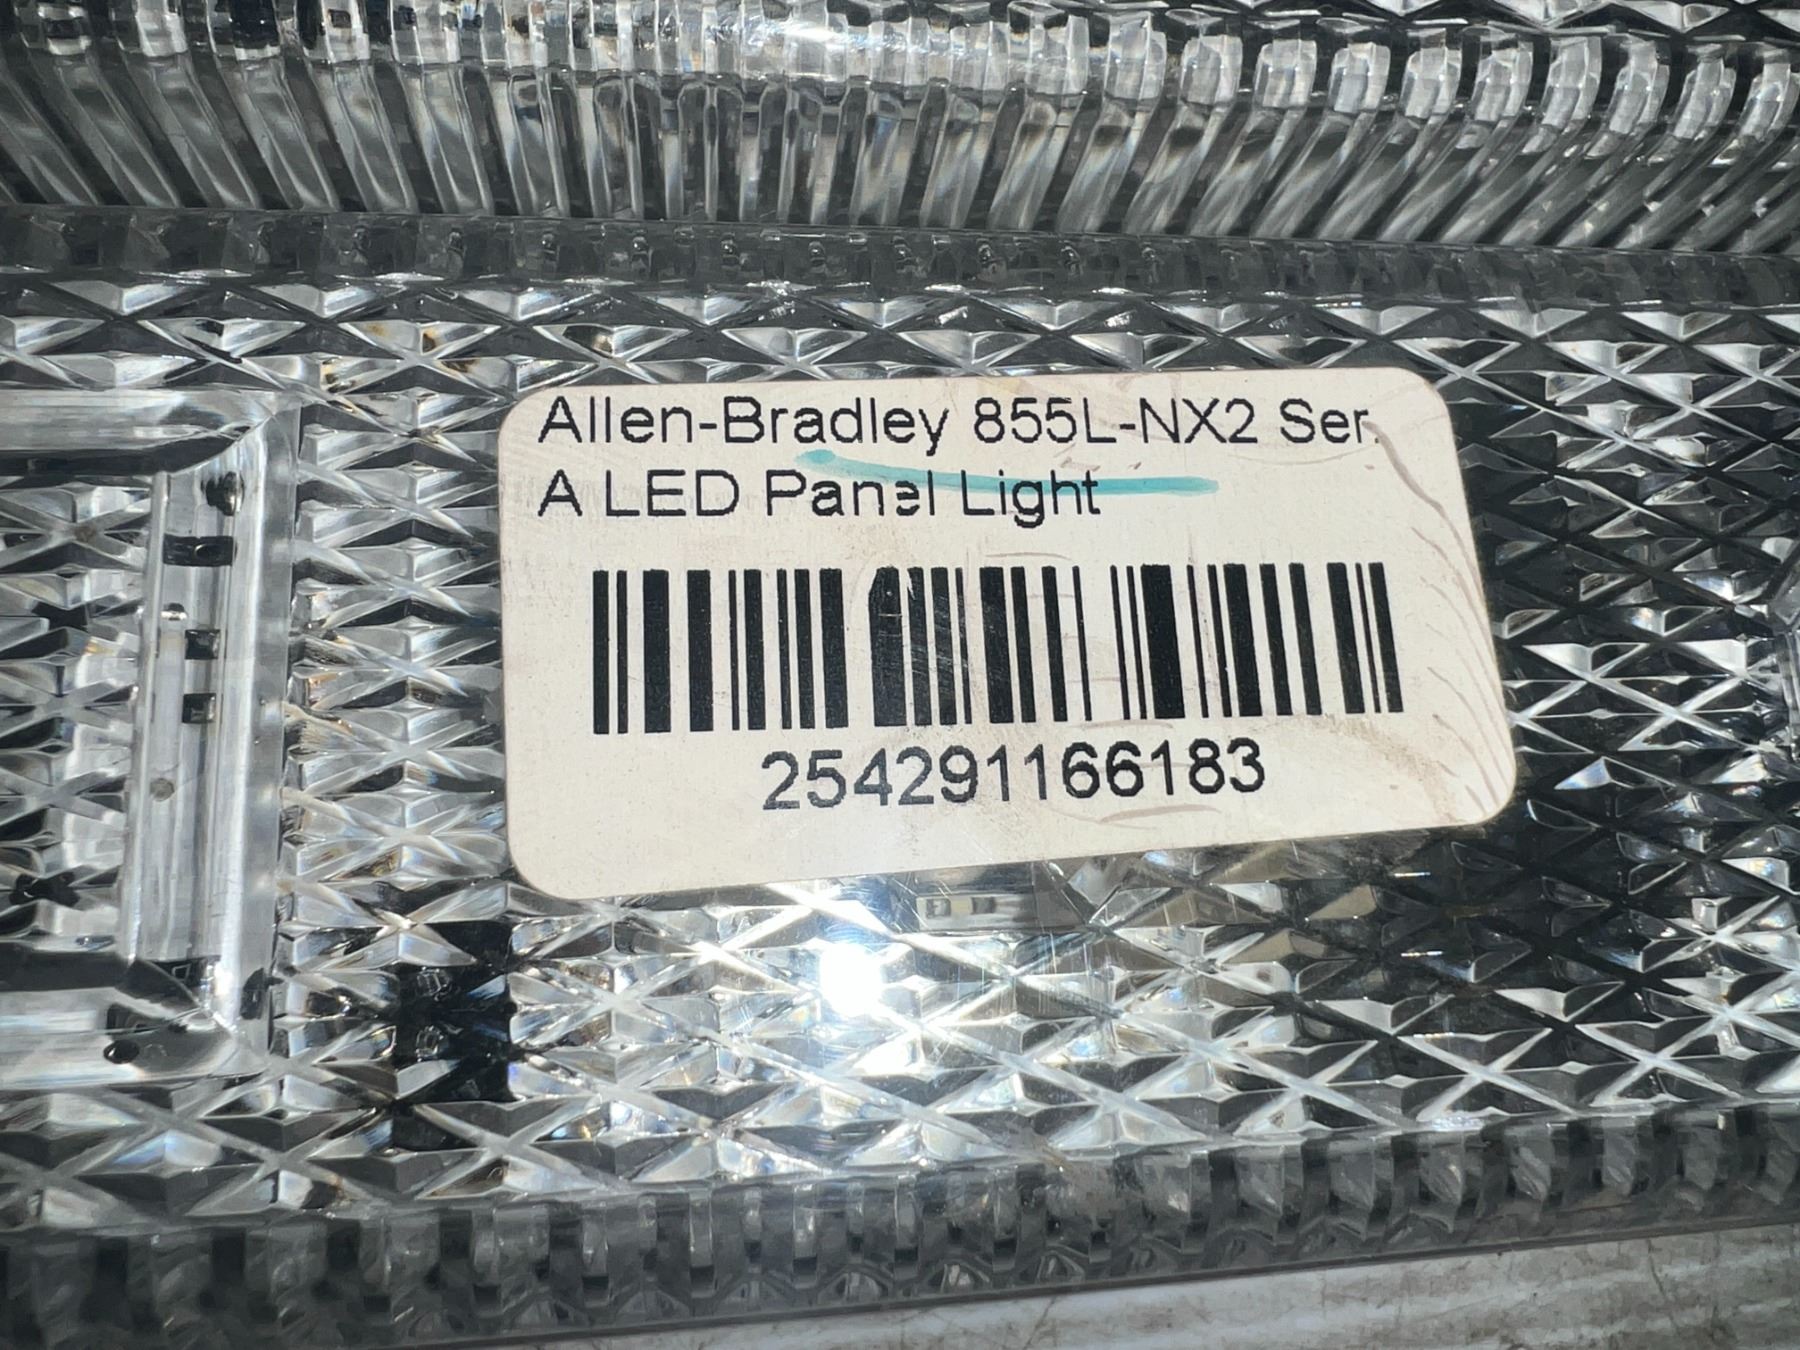 Allen-Bradley 855L-NX2 Ser.
A LED Panel Light
254291166183